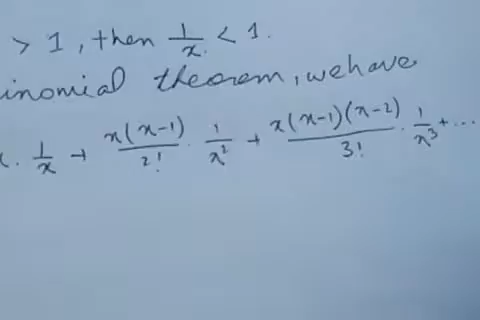 > 1, then 1/x. < 1.
inomial theorem, we have
. 1/x + x(x-1)/2! · 1/x² + x(x-1)(x-2)/3! · 1/x³ + ...